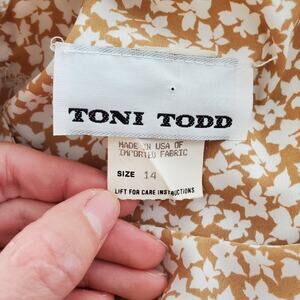 TONI TODD
MADE IN USA OF
IMPORTED FABRIC
SIZE 14
LIFT FOR CARE INSTRUCTIONS